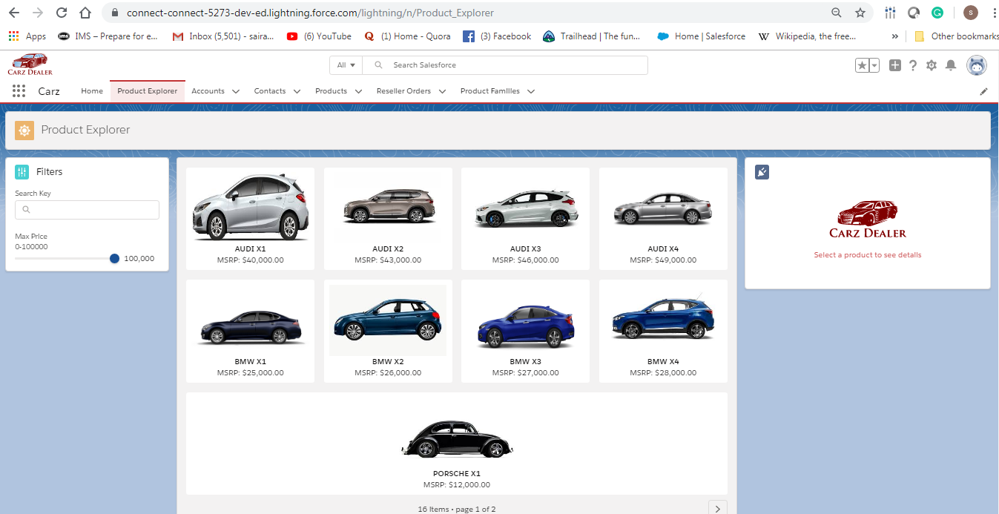 connect-connect-5273-dev-ed.lightning.force.com/lightning/n/Product_Explorer
S
Apps
ims
IMS – Prepare for e...
Inbox (5,501) - saira...
(6) YouTube
Q
(1) Home - Quora
(3) Facebook
Trailhead | The fun...
Home | Salesforce
W
Wikipedia, the free...
»
Other bookmarks
CARZ DEALER
All
Search Salesforce
Carz
Home
Product Explorer
Accounts
Contacts
Products
Reseller Orders
Product Families
Product Explorer
Filters
Search Key
Max Price
0-100000
100,000
AUDI X1
MSRP: $40,000.00
AUDI X2
MSRP: $43,000.00
AUDI X3
MSRP: $46,000.00
AUDI X4
MSRP: $49,000.00
BMW X1
MSRP: $25,000.00
BMW X2
MSRP: $26,000.00
BMW X3
MSRP: $27,000.00
BMW X4
MSRP: $28,000.00
PORSCHE X1
MSRP: $12,000.00
16 items • page 1 of 2
CARZ DEALER
Select a product to see details